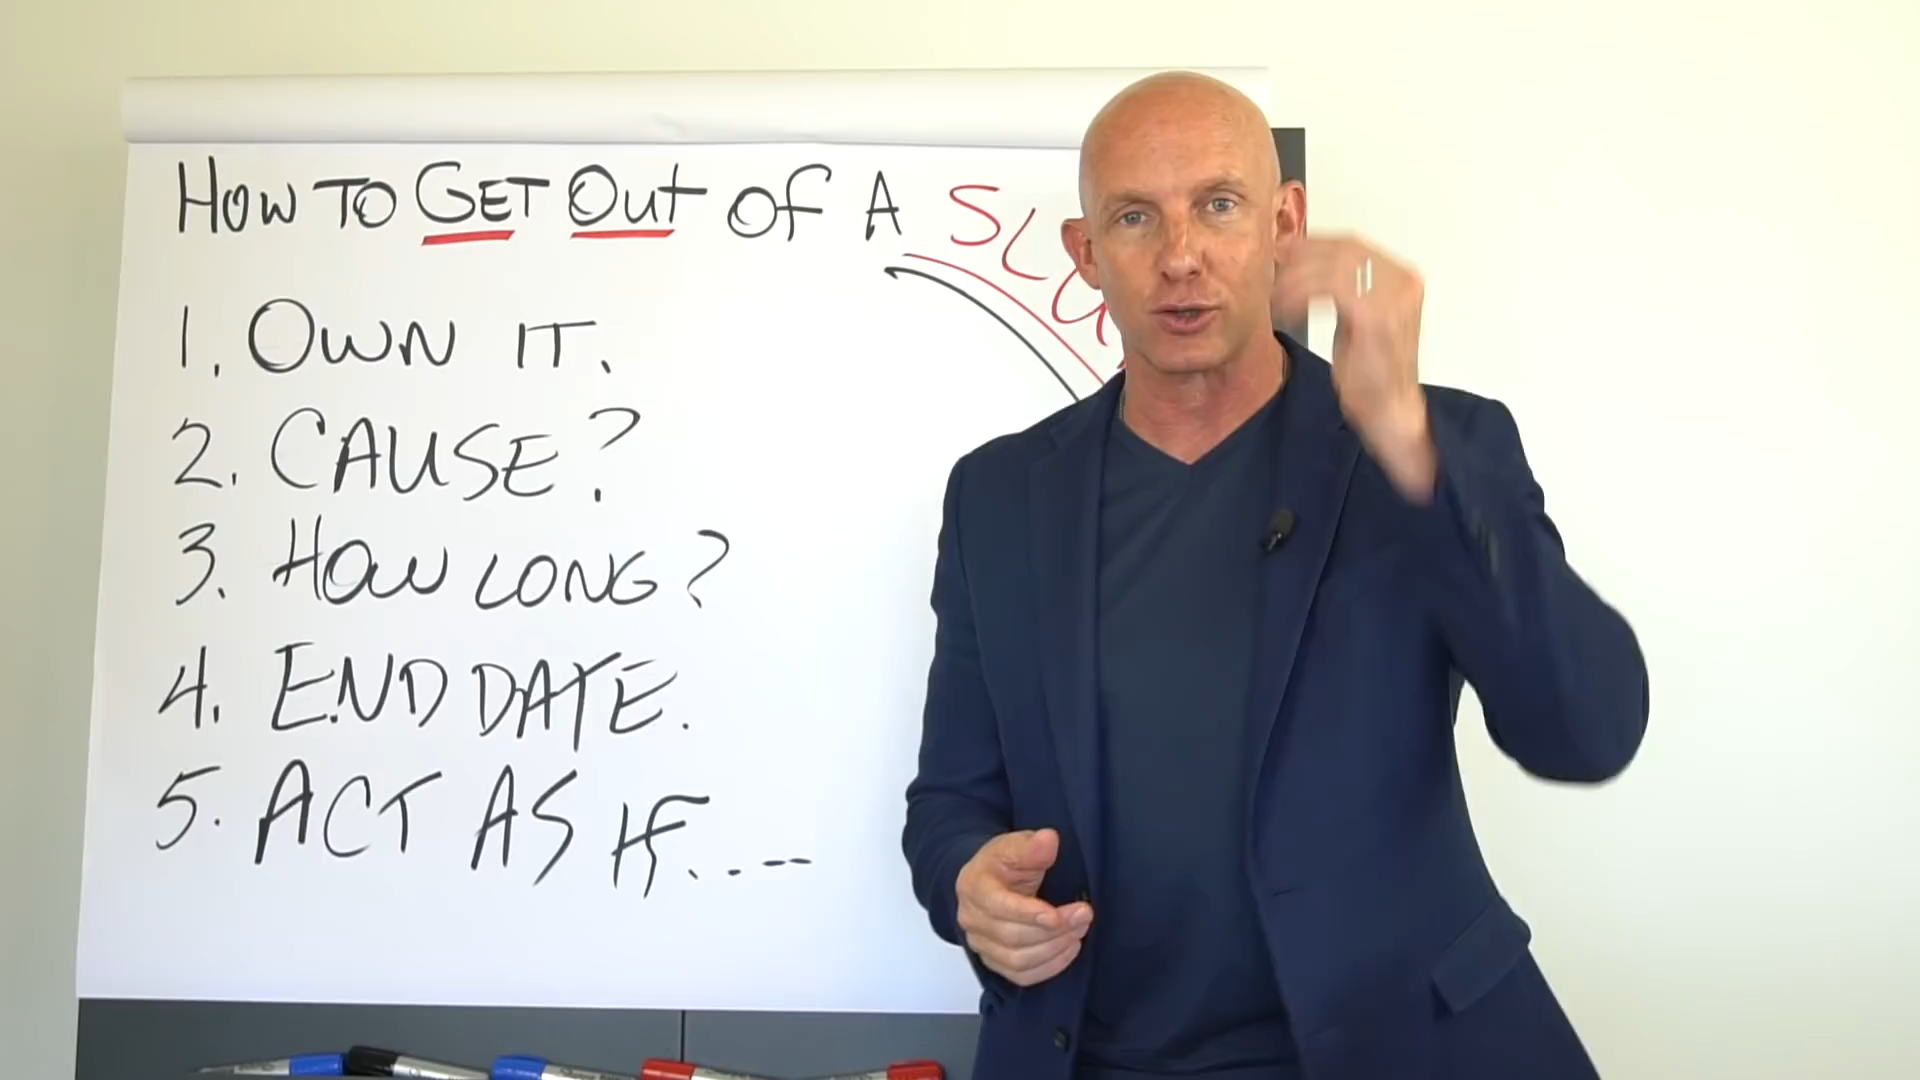 How TO GET Out of A SLU
1. OWN IT.
2. CAUSE?
3. How LONG?
4. END DATE.
5. ACT AS If...--